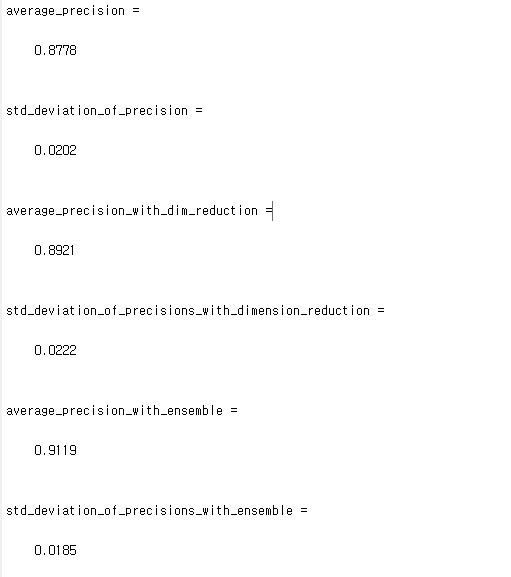 average_precision =
0.8778
std_deviation_of_precision =
0.0202
average_precision_with_dim_reduction =
0.8921
std_deviation_of_precisions_with_dimension_reduction =
0.0222
average_precision_with_ensemble =
0.9119
std_deviation_of_precisions_with_ensemble =
0.0185